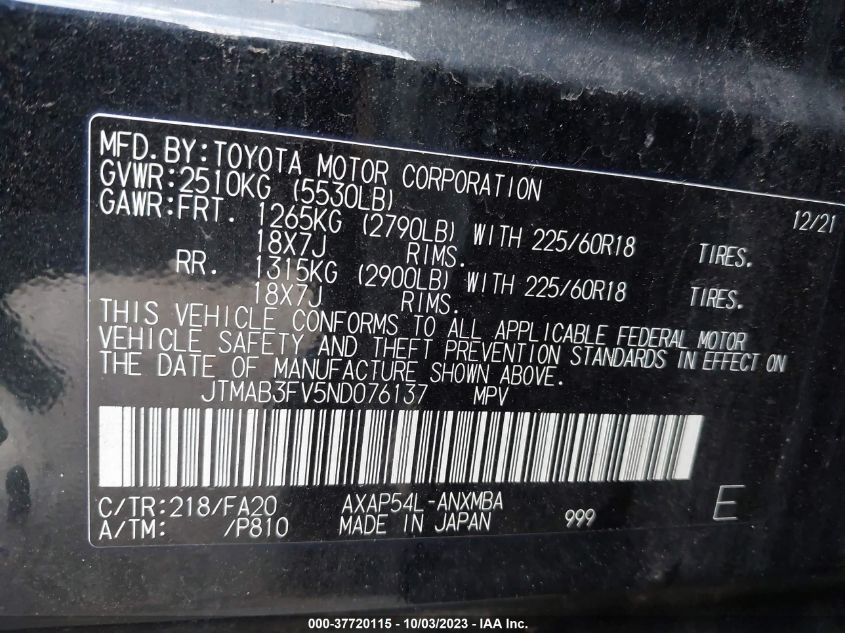 MFD.BY:TOYOTA MOTOR CORPORATION 12/21
GVWR:2510KG (5530LB)
GAWR:FRT. 1265KG (2790LB) WITH 225/60R18 TIRES.
18X7J RIMS.
RR. 1315KG (2900LB) WITH 225/60R18 TIRES.
18X7J RIMS.
THIS VEHICLE CONFORMS TO ALL APPLICABLE FEDERAL MOTOR
VEHICLE SAFETY AND THEFT PREVENTION STANDARDS IN EFFECT ON
THE DATE OF MANUFACTURE SHOWN ABOVE.
JTMAB3FV5ND076137 MPV
C/TR:218/FA20 AXAP54L-ANXMBA
A/TM: /P810 MADE IN JAPAN 999 E
000-37720115 - 10/03/2023 - IAA Inc.